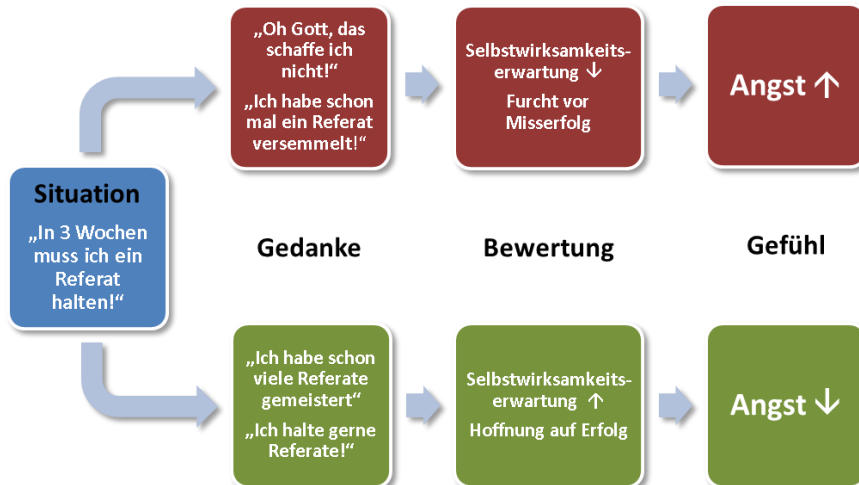 „Oh Gott, das
schaffe ich
nicht!“
„Ich habe schon
mal ein Referat
versemmelt!“
Selbstwirksamkeits-
erwartung ↓
Furcht vor
Misserfolg
Angst ↑
Situation
„In 3 Wochen
muss ich ein
Referat
halten!“
Gedanke
Bewertung
Gefühl
„Ich habe schon
viele Referate
gemeistert“
„Ich halte gerne
Referate!“
Selbstwirksamkeits-
erwartung ↑
Hoffnung auf Erfolg
Angst ↓